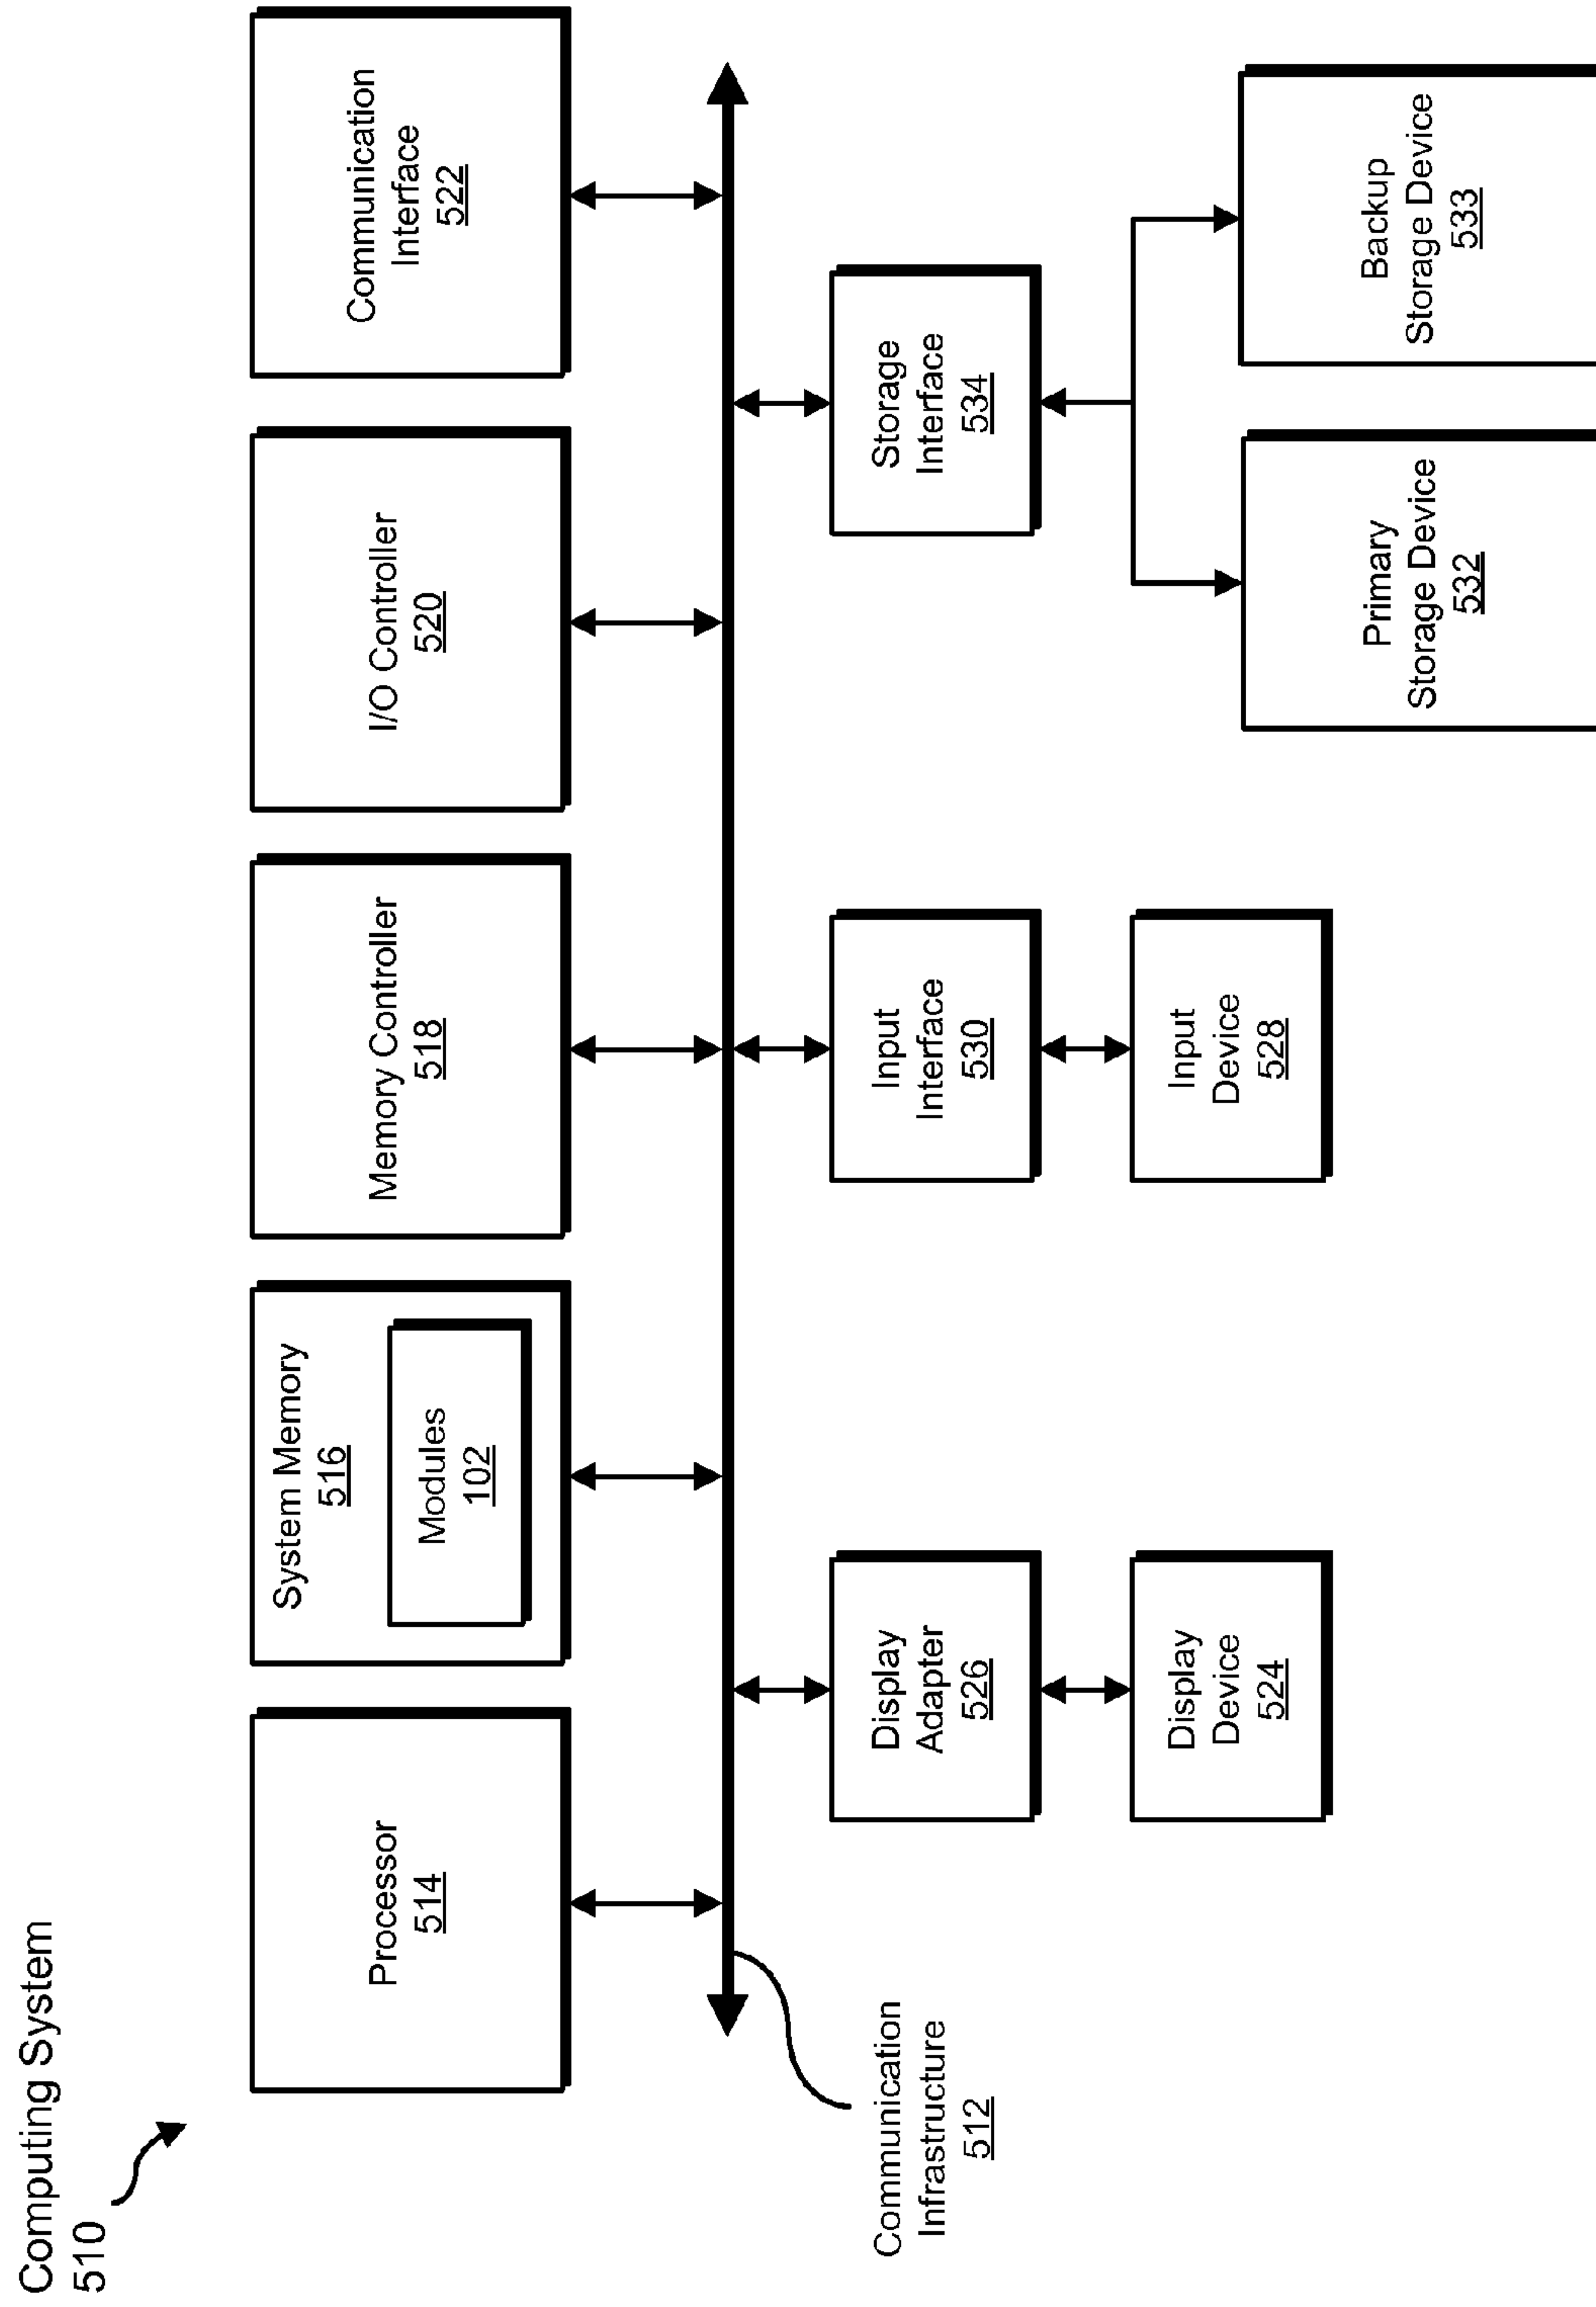 Computing System
510
Processor
514
System Memory
516
Modules
102
Memory Controller
518
I/O Controller
520
Communication
Interface
522
Communication
Infrastructure
512
Display
Adapter
526
Input
Interface
530
Storage
Interface
534
Display
Device
524
Input
Device
528
Primary
Storage Device
532
Backup
Storage Device
533